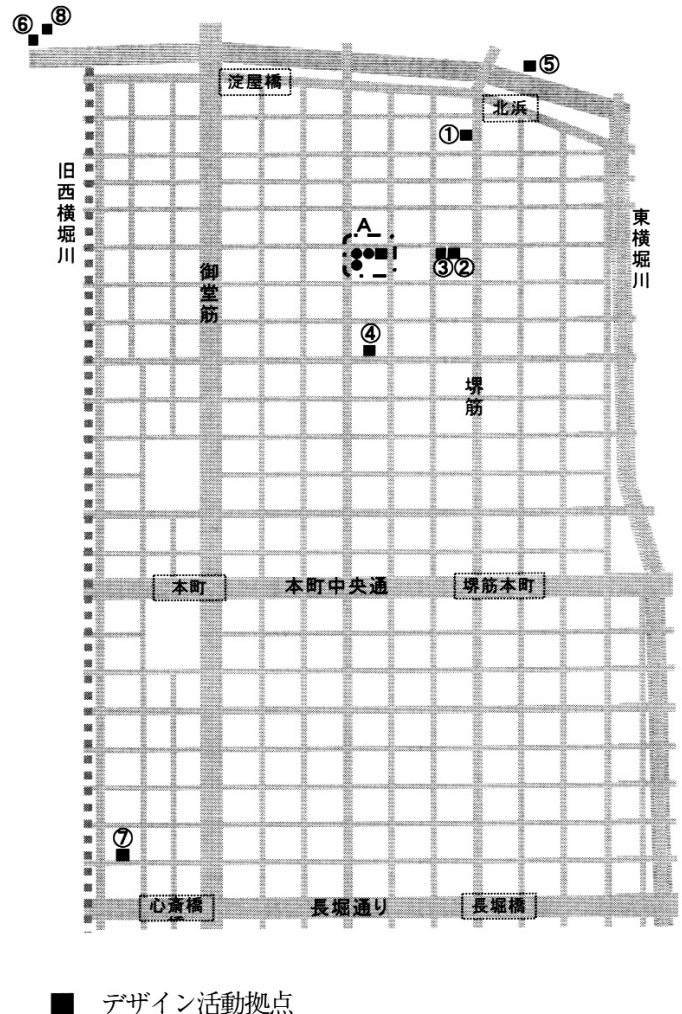 ⑥ ⑧
⑤
淀屋橋
北浜
①
旧西横堀川
東横堀川
A
③②
御堂筋
④
堺筋
本町
本町中央通
堺筋本町
⑦
心斎橋
長堀通り
長堀橋
■ デザイン活動拠点